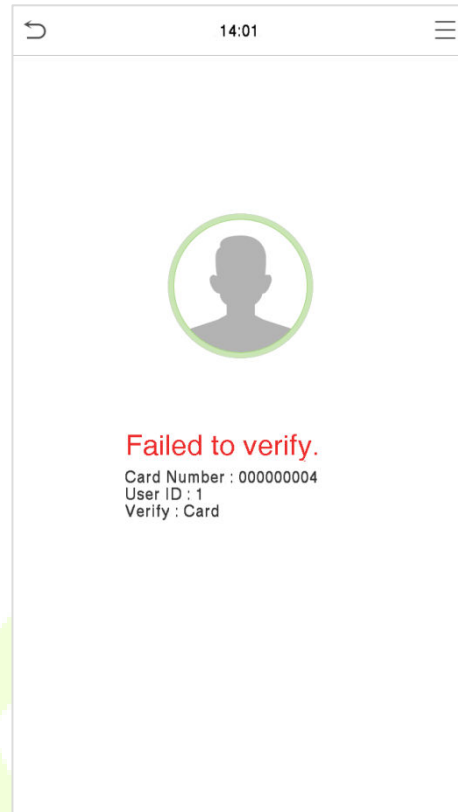 14:01
Failed to verify.
Card Number : 000000004
User ID : 1
Verify : Card